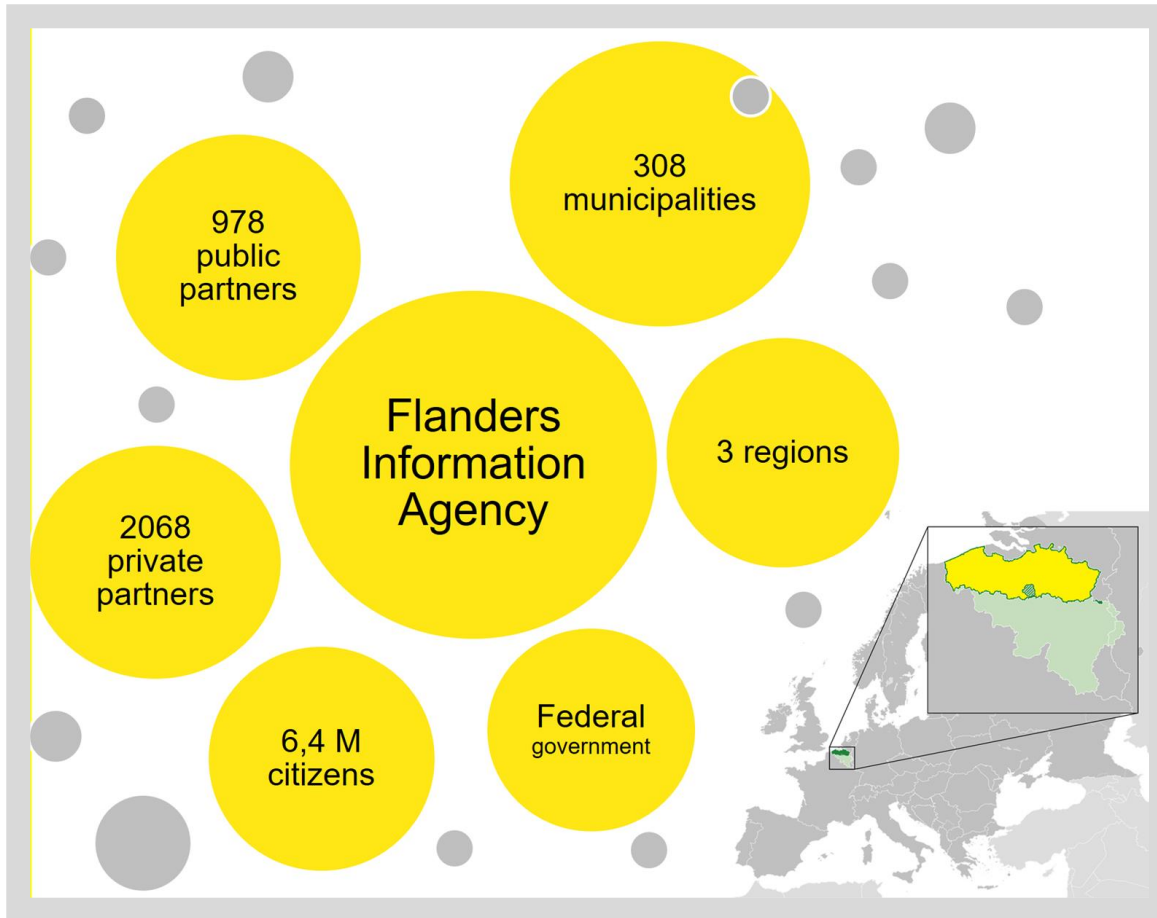 308
municipalities
978
public
partners
Flanders
Information
Agency
3 regions
2068
private
partners
Federal
government
6,4 M
citizens